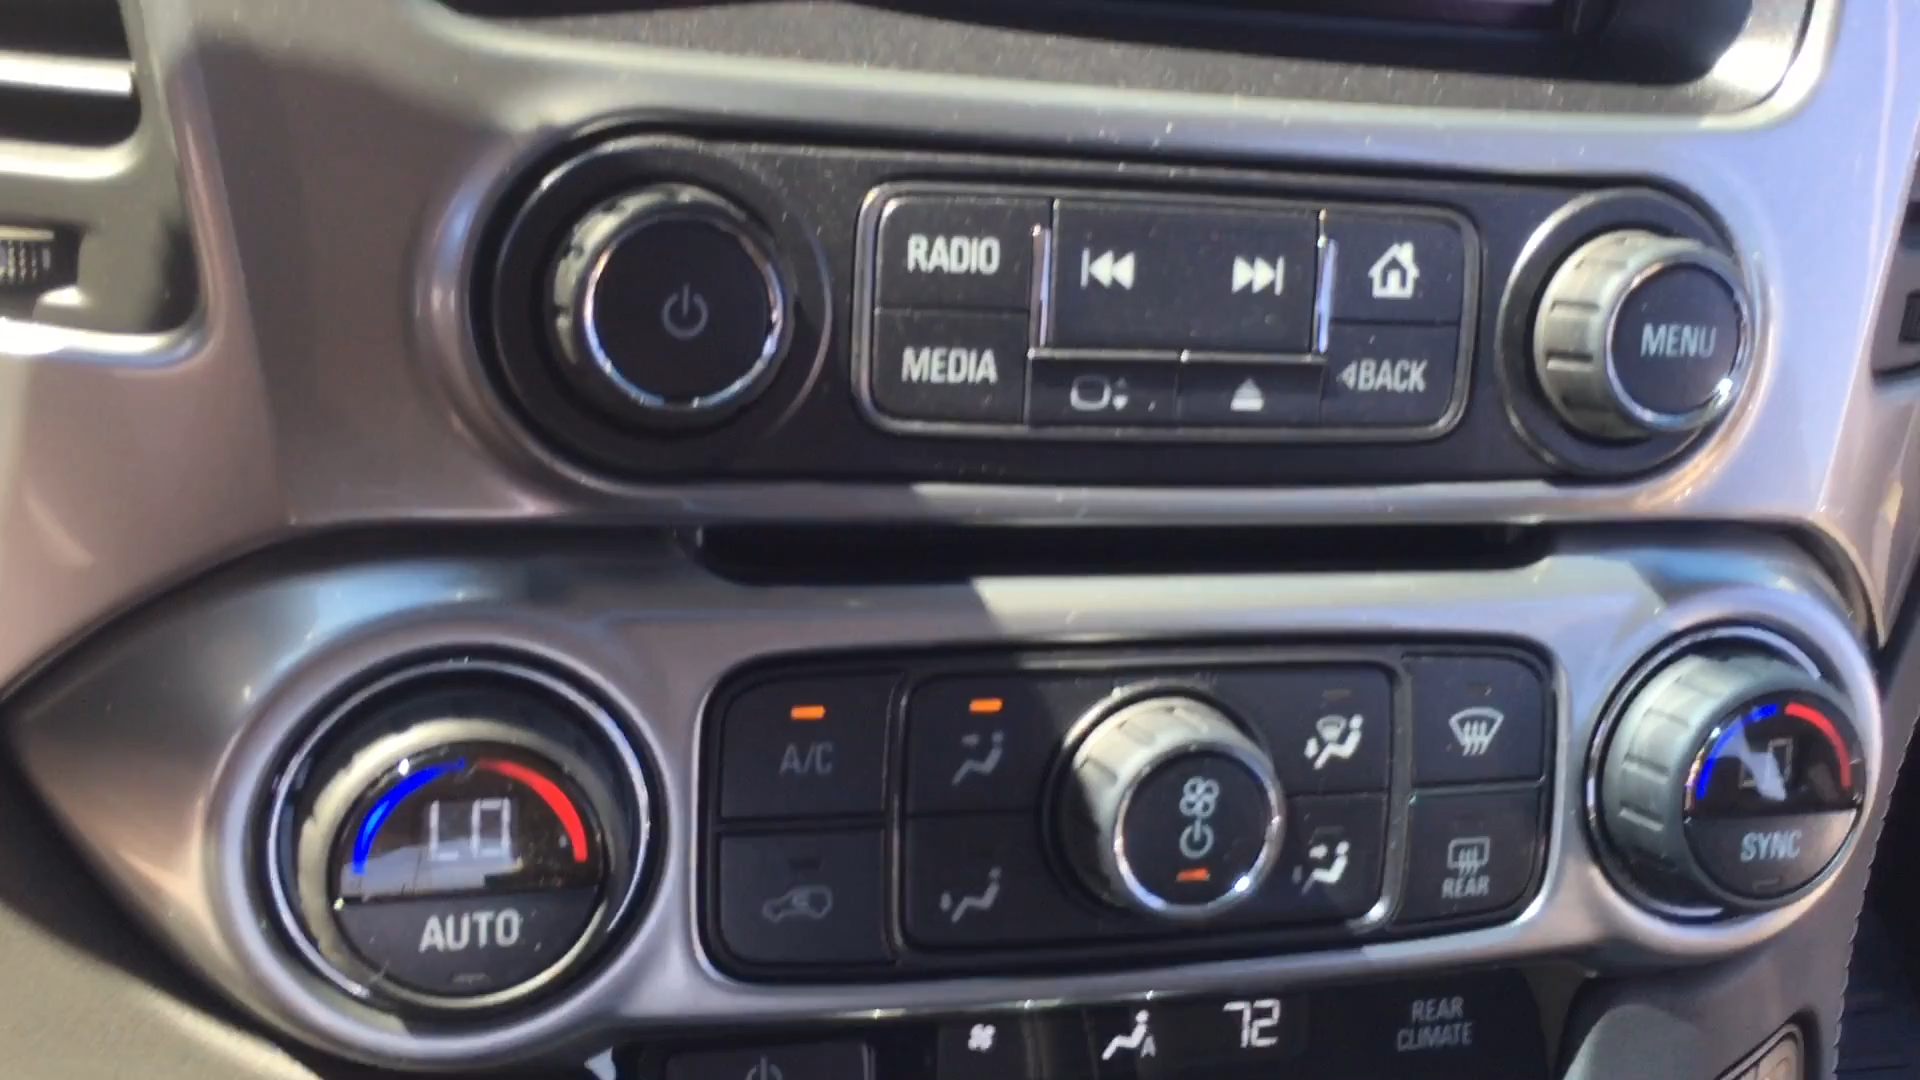 RADIO
MEDIA
BACK
MENU
A/C
LO
AUTO
REAR
SYNC
72
REAR
CLIMATE